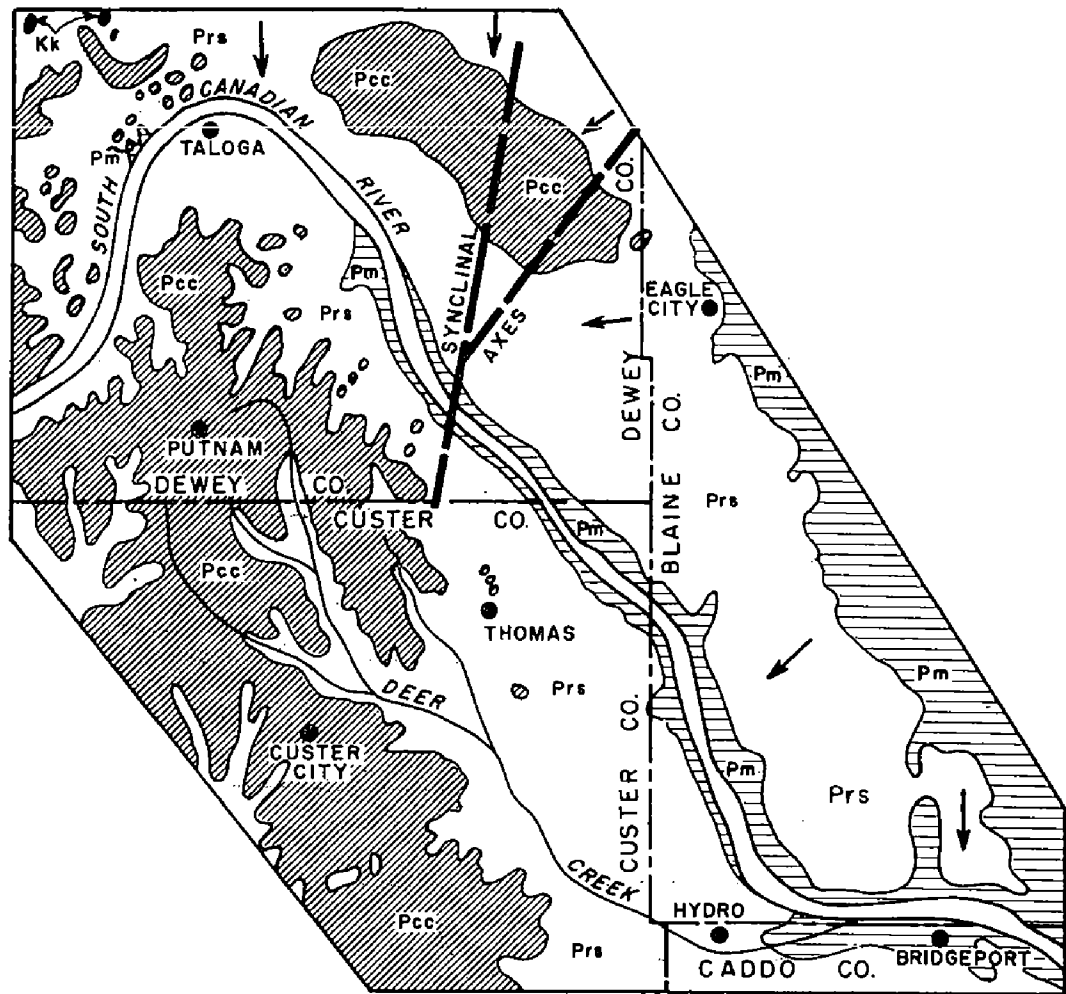 Kk
Prs
Pcc
SOUTH CANADIAN RIVER
TALOGA
Pm
Pcc
CO.
Pcc
Pm
SYNCLINAL
AXES
EAGLE
CITY
Prs
Pm
DEWEY
BLAINE CO.
PUTNAM
DEWEY CO.
CUSTER CO.
Prs
Pm
Pcc
THOMAS
Pm
DEER CREEK
Prs
CUSTER CO.
CUSTER
CITY
Pm
Prs
Pcc
HYDRO
Prs
BRIDGEPORT
CADDO CO.